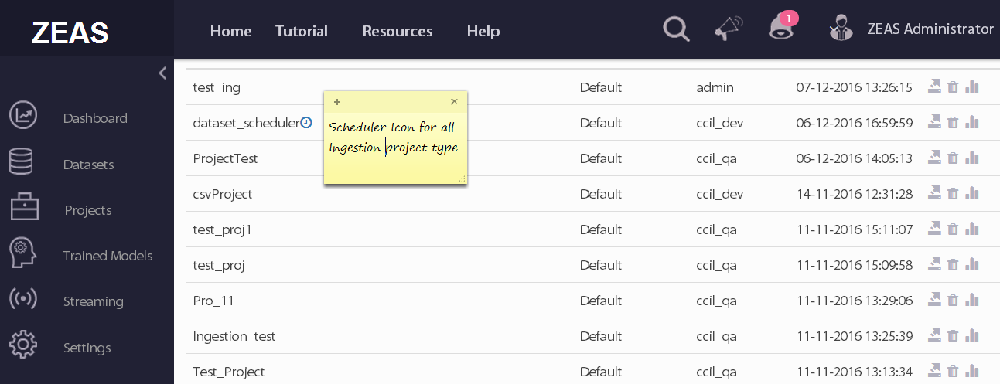 ZEAS
Home Tutorial Resources Help
1
ZEAS Administrator
Dashboard
Datasets
Projects
Trained Models
Streaming
Settings
test_ing Default admin 07-12-2016 13:26:15
dataset_scheduler Default ccil_dev 06-12-2016 16:59:59
Scheduler Icon for all
Ingestion project type
ProjectTest Default ccil_qa 06-12-2016 14:05:13
csvProject Default ccil_dev 14-11-2016 12:31:28
test_proj1 Default ccil_qa 11-11-2016 15:11:07
test_proj Default ccil_qa 11-11-2016 15:09:58
Pro_11 Default ccil_qa 11-11-2016 13:29:06
Ingestion_test Default ccil_qa 11-11-2016 13:25:39
Test_Project Default ccil_qa 11-11-2016 13:13:34